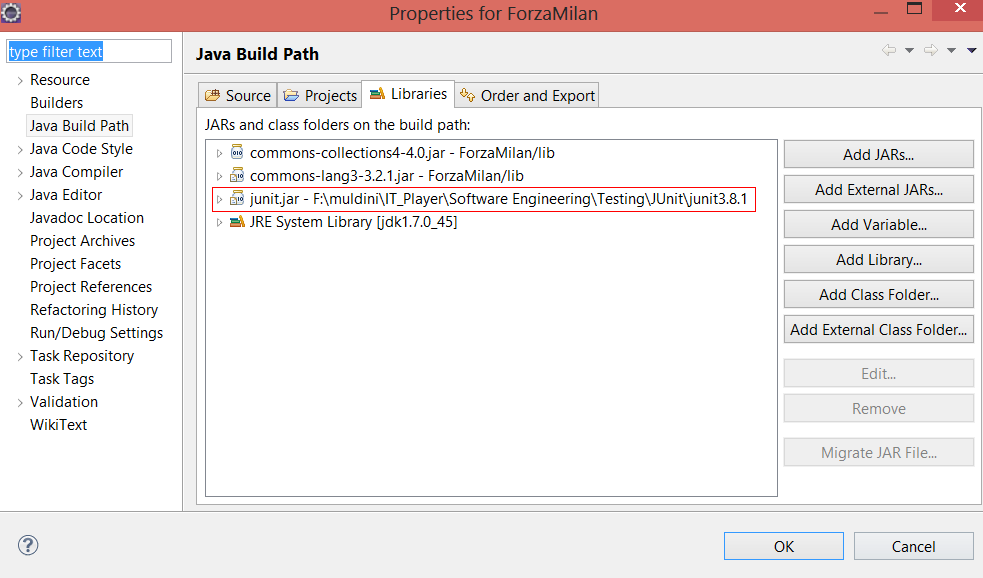 Properties for ForzaMilan
type filter text
Resource
Builders
Java Build Path
Java Code Style
Java Compiler
Java Editor
Javadoc Location
Project Archives
Project Facets
Project References
Refactoring History
Run/Debug Settings
Task Repository
Task Tags
Validation
WikiText
Java Build Path
Source
Projects
Libraries
Order and Export
JARs and class folders on the build path:
commons-collections4-4.0.jar - ForzaMilan/lib
commons-lang3-3.2.1.jar - ForzaMilan/lib
junit.jar - F:\muldini\IT_Player\Software Engineering\Testing\JUnit\junit3.8.1
JRE System Library [jdk1.7.0_45]
Add JARs...
Add External JARs...
Add Variable...
Add Library...
Add Class Folder...
Add External Class Folder...
Edit...
Remove
Migrate JAR File...
OK
Cancel